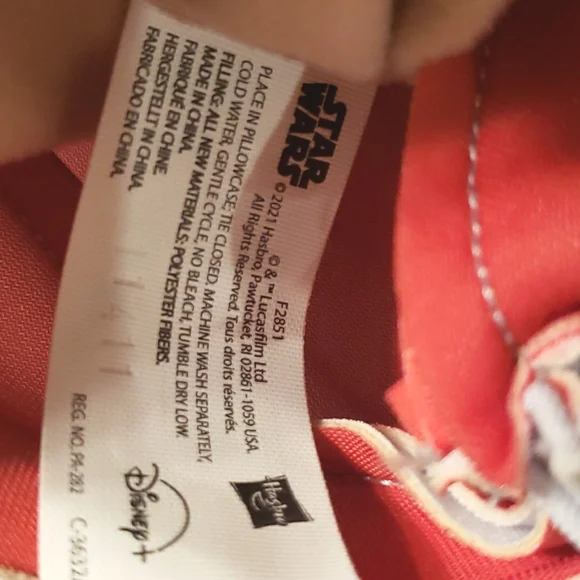 STAR
WARS
F2851
© & ™ Lucasfilm Ltd
© 2021 Hasbro, Pawtucket, RI 02861-1059 USA.
All Rights Reserved. Tous droits réservés.
PLACE IN PILLOWCASE, TIE CLOSED, MACHINE WASH SEPARATELY,
COLD WATER, GENTLE CYCLE, NO BLEACH, TUMBLE DRY LOW.
FILLING: ALL NEW MATERIALS: POLYESTER FIBERS.
MADE IN CHINA.
FABRIQUÉ EN CHINE.
HERGESTELLT IN CHINA.
FABRICADO EN CHINA.
Hasbro
Disney+
REG. NO. PA-282